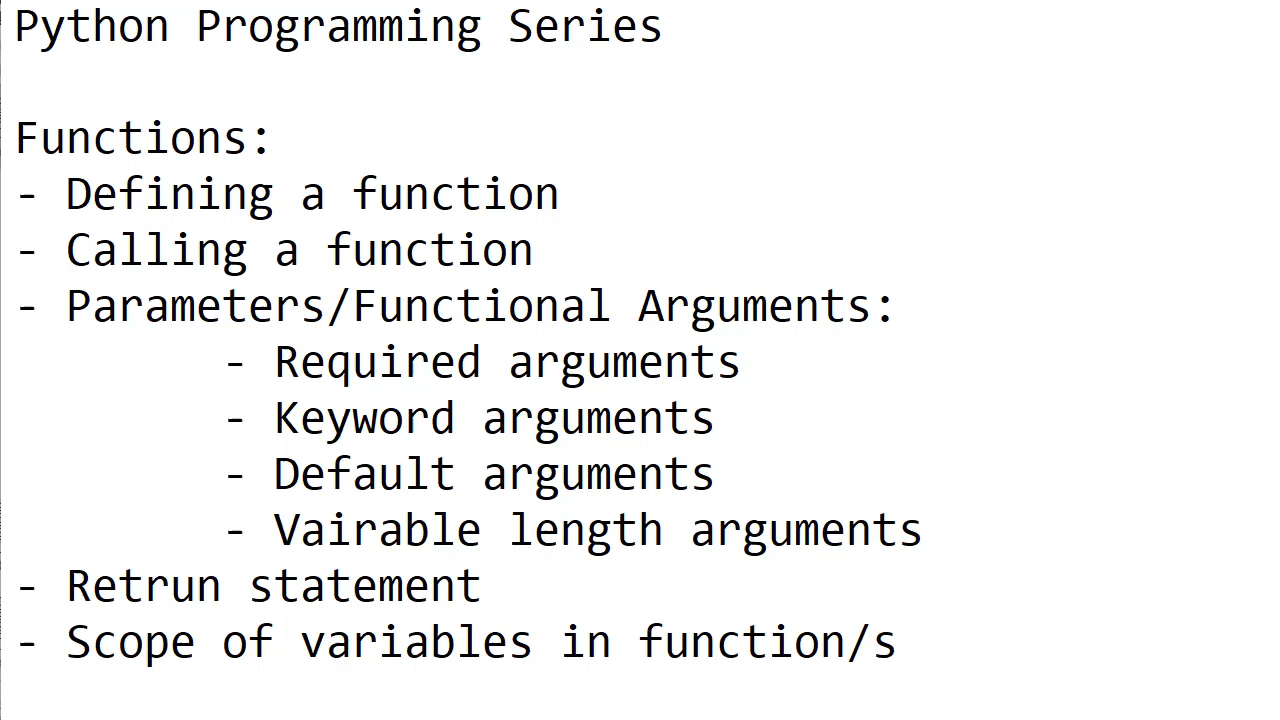 Python Programming Series
Functions:
- Defining a function
- Calling a function
- Parameters/Functional Arguments:
- Required arguments
- Keyword arguments
- Default arguments
- Vairable length arguments
- Retrun statement
- Scope of variables in function/s